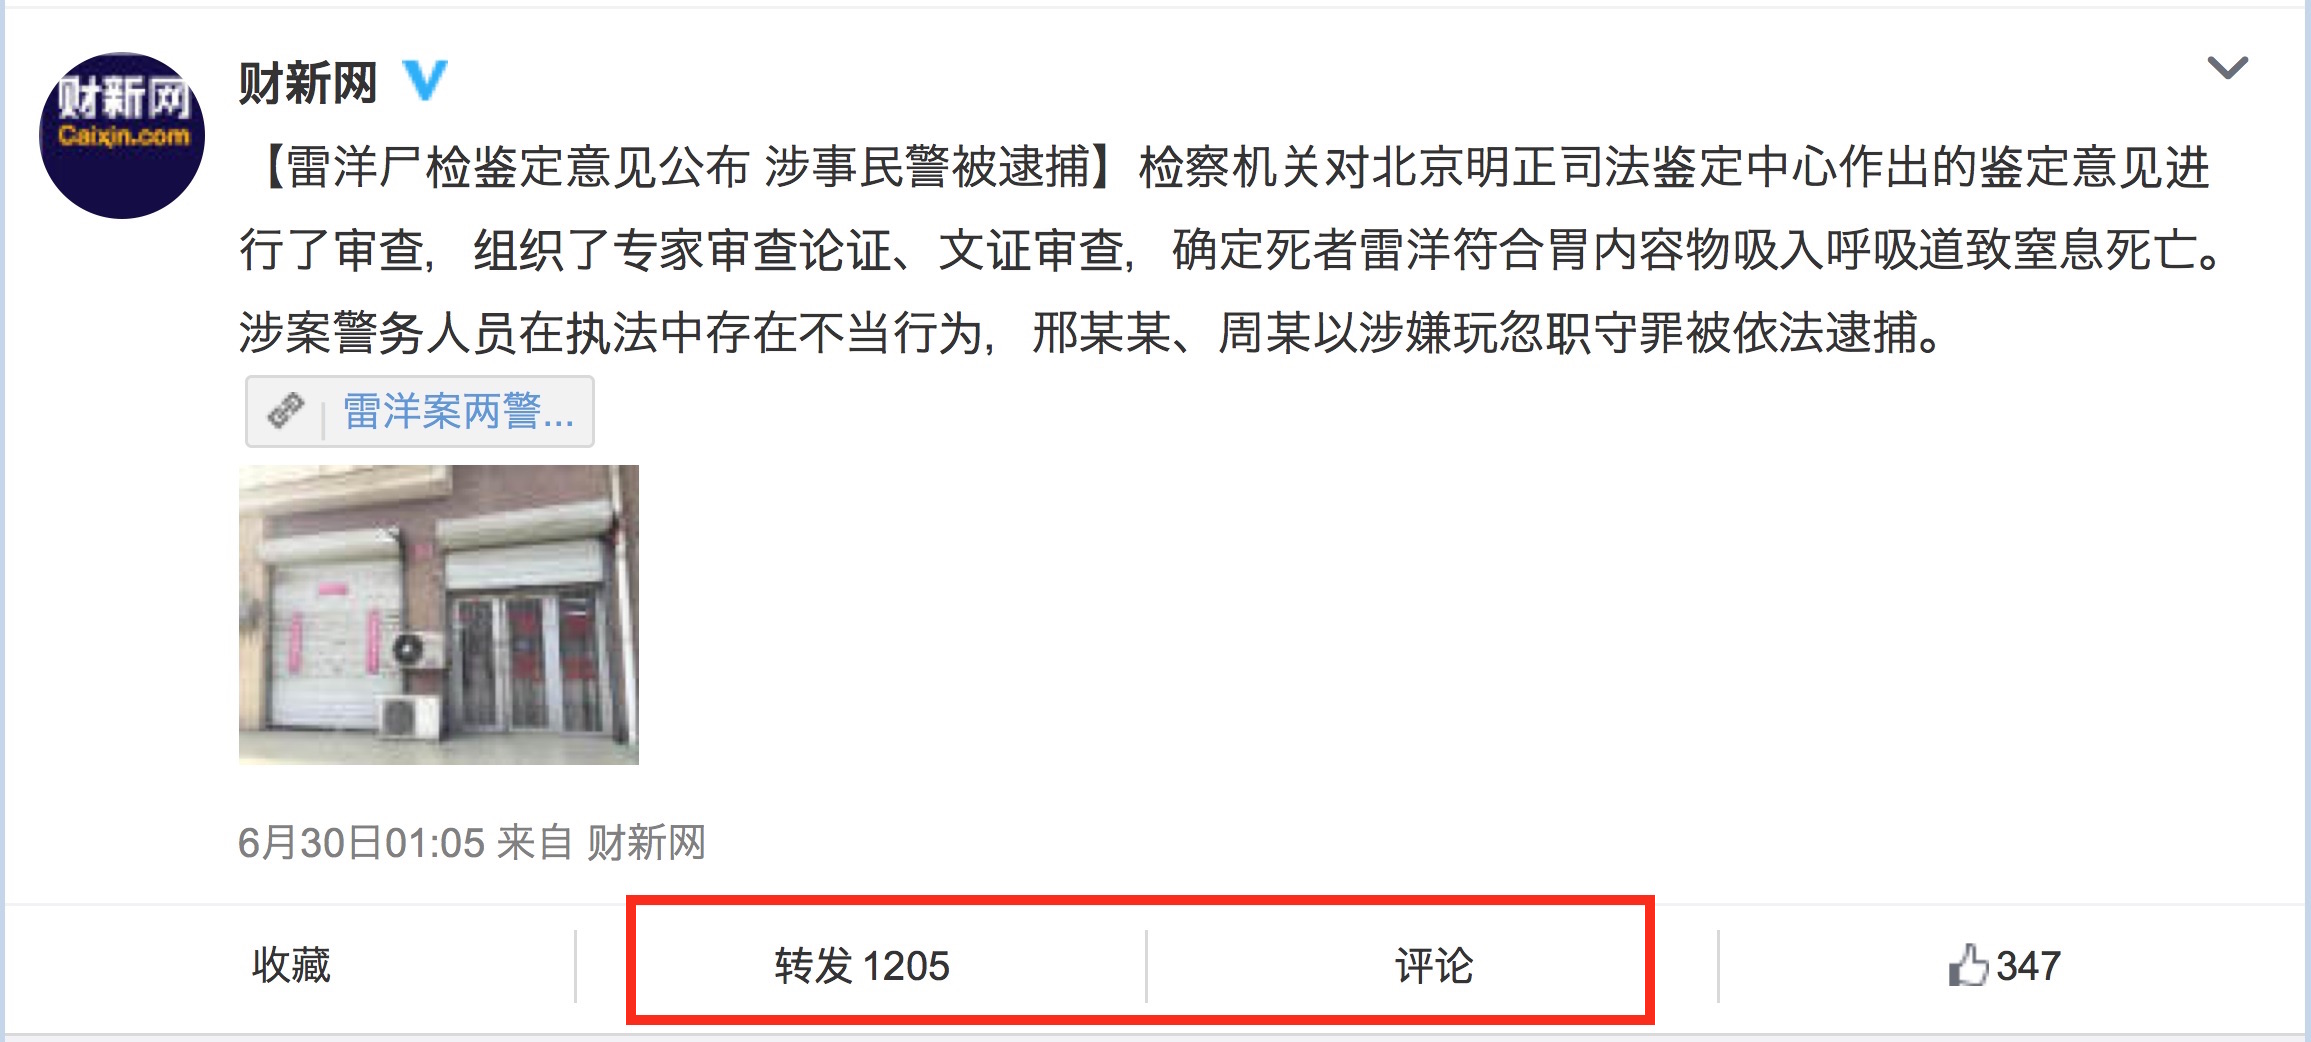 财新网
Caixin.com
财新网
【雷洋尸检鉴定意见公布 涉事民警被逮捕】检察机关对北京明正司法鉴定中心作出的鉴定意见进
行了审查，组织了专家审查论证、文证审查，确定死者雷洋符合胃内容物吸入呼吸道致窒息死亡。
涉案警务人员在执法中存在不当行为，邢某某、周某以涉嫌玩忽职守罪被依法逮捕。
雷洋案两警...
6月30日01:05 来自 财新网
收藏
转发 1205
评论
347